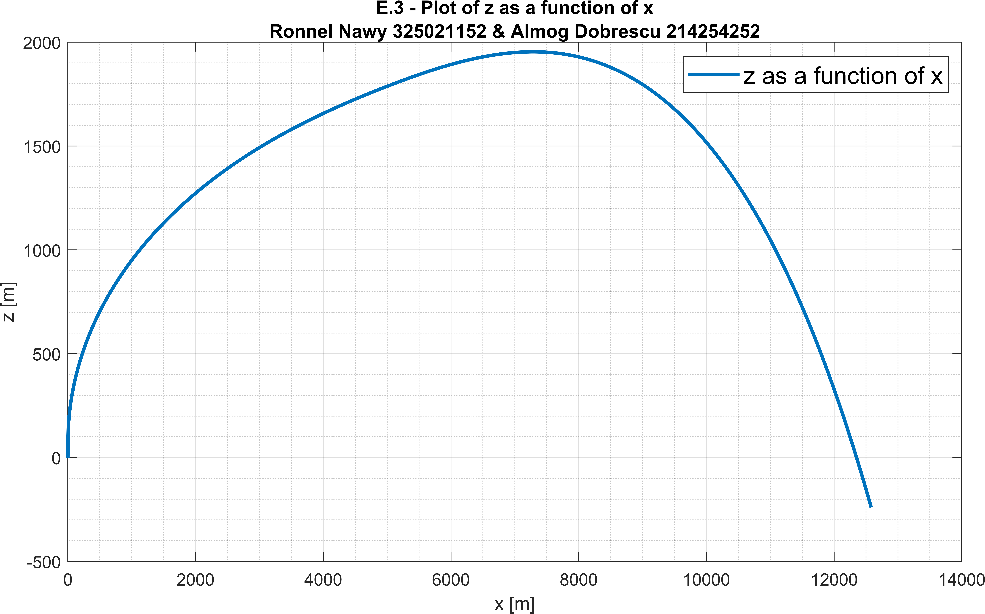 E.3 - Plot of z as a function of x
Ronnel Nawy 325021152 & Almog Dobrescu 214254252
z as a function of x
2000
1500
1000
500
0
-500
z [m]
0 2000 4000 6000 8000 10000 12000 14000
x [m]